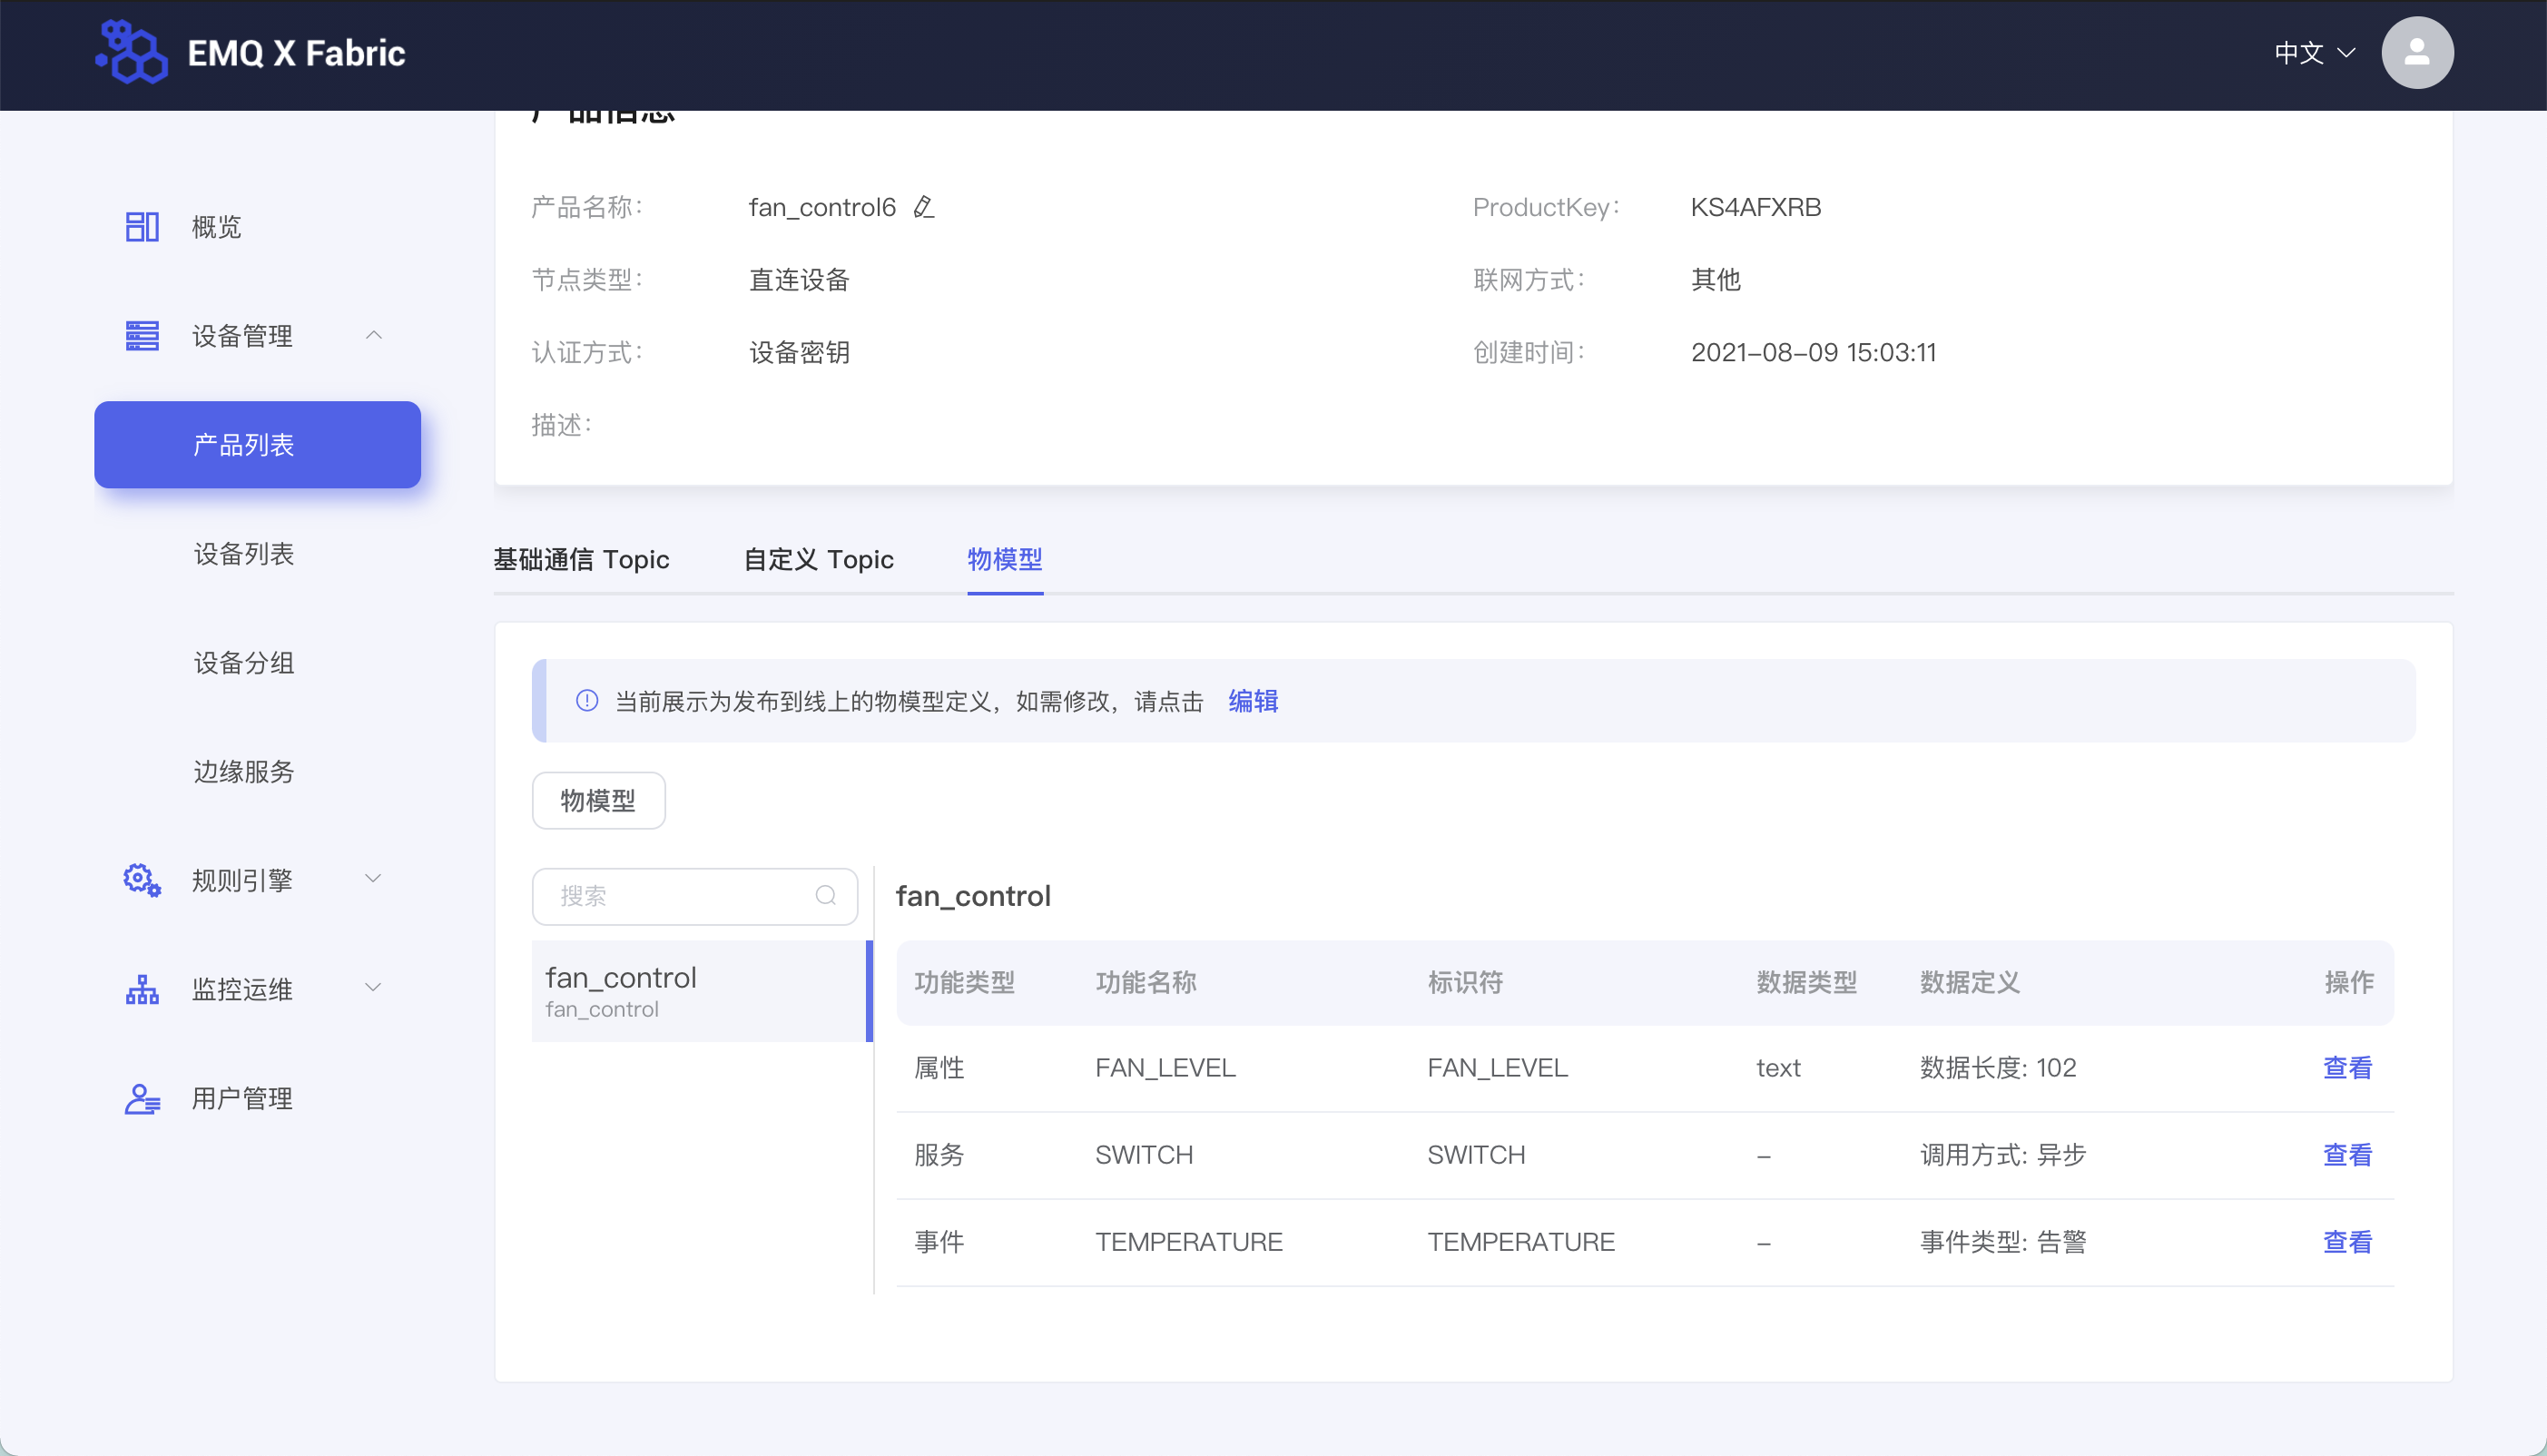 EMQ X Fabric
中文
产品信息
概览
设备管理
产品列表
设备列表
设备分组
边缘服务
规则引擎
监控运维
用户管理
产品名称: fan_control6
ProductKey: KS4AFXRB
节点类型: 直连设备
联网方式: 其他
认证方式: 设备密钥
创建时间: 2021-08-09 15:03:11
描述:
基础通信 Topic 自定义 Topic 物模型
当前展示为发布到线上的物模型定义，如需修改，请点击 编辑
物模型
搜索
fan_control
fan_control
fan_control
功能类型 功能名称 标识符 数据类型 数据定义 操作
属性 FAN_LEVEL FAN_LEVEL text 数据长度: 102 查看
服务 SWITCH SWITCH – 调用方式: 异步 查看
事件 TEMPERATURE TEMPERATURE – 事件类型: 告警 查看